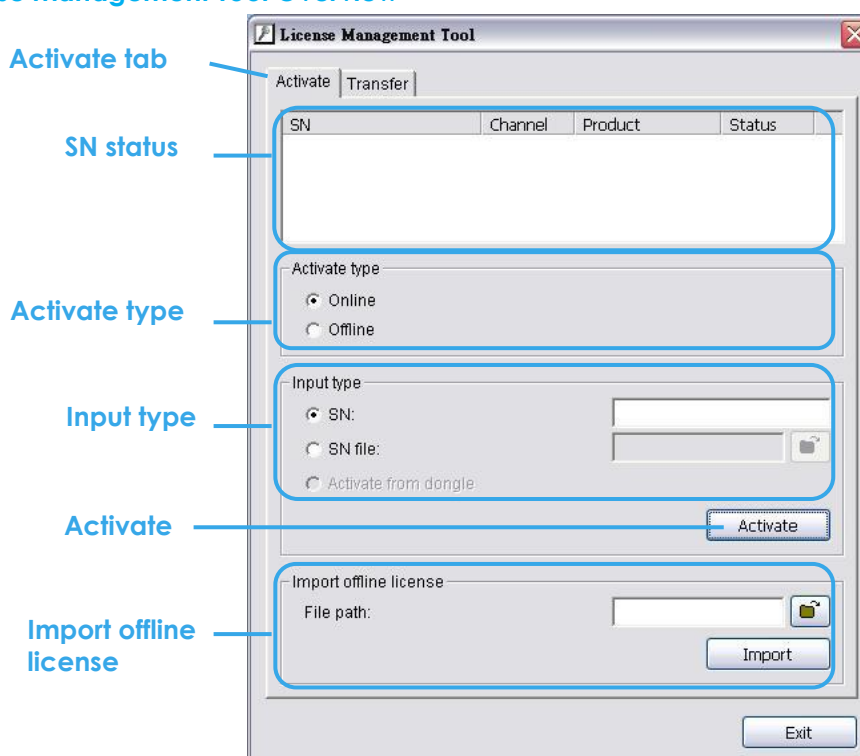 License Management Tool
Activate tab
Activate Transfer
SN Channel Product Status
SN status
Activate type
Online
Offline
Activate type
Input type
SN:
SN file:
Activate from dongle
Input type
Activate
Activate
Import offline license
File path:
Import
Import offline
license
Exit